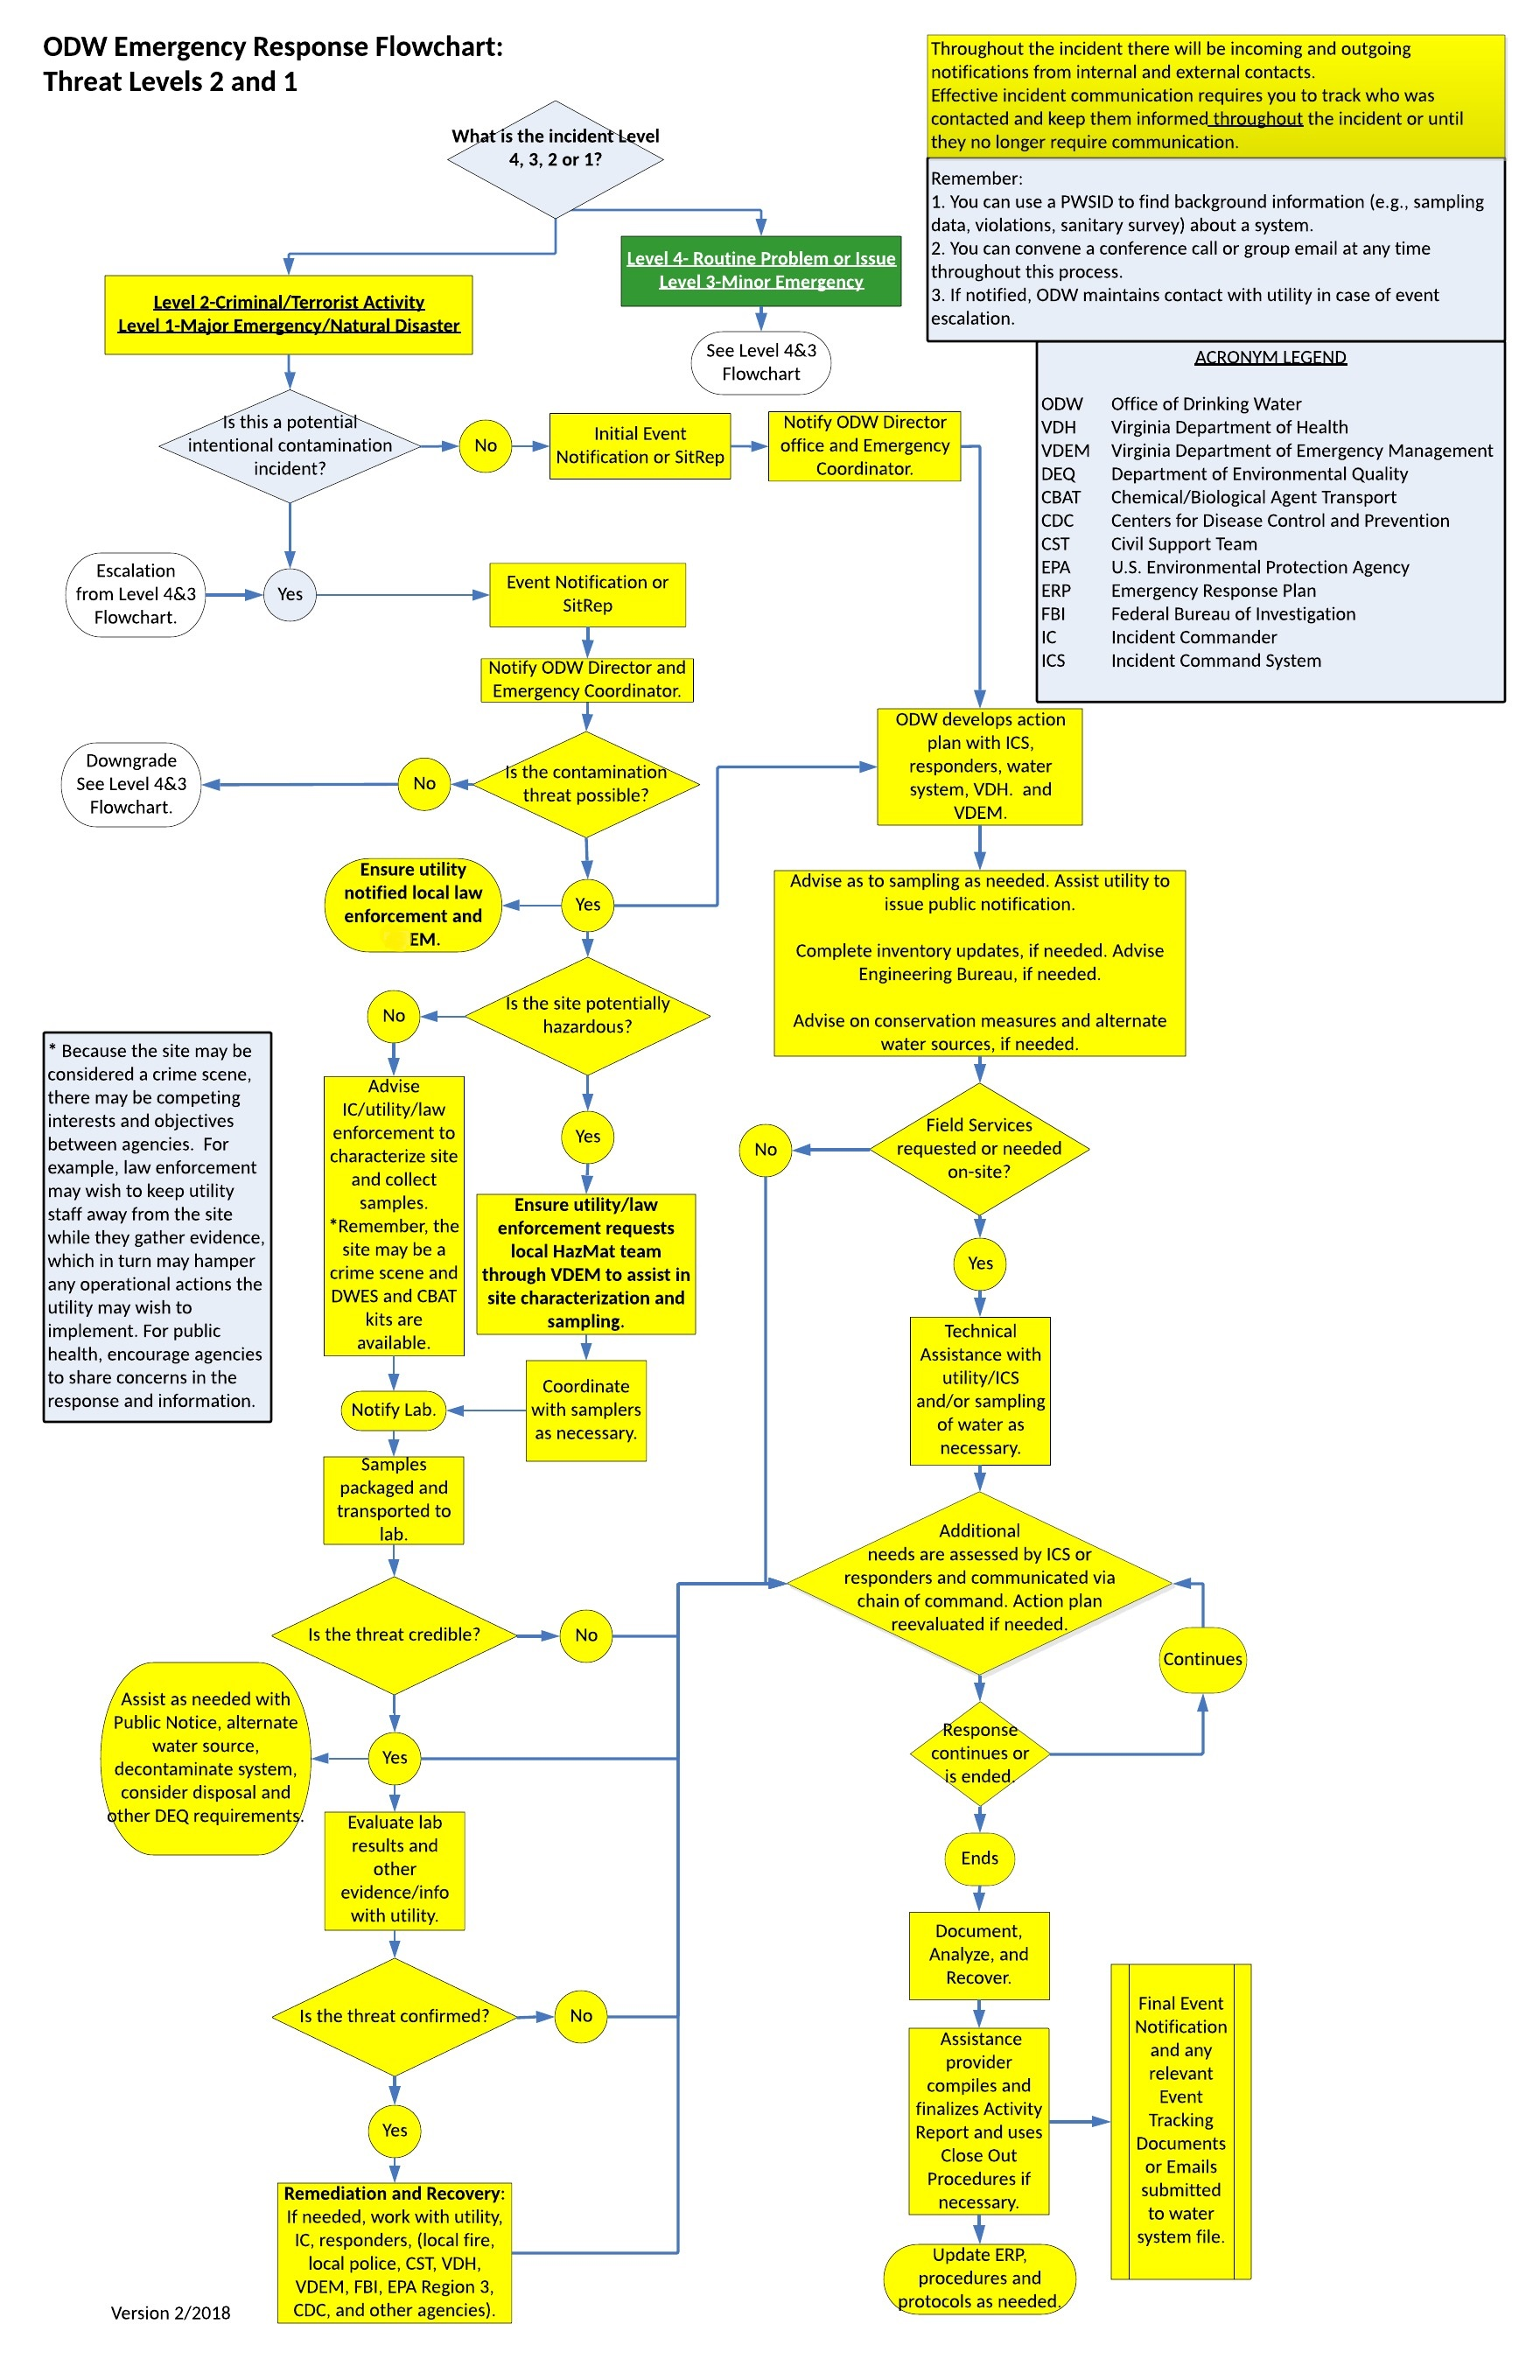 ODW Emergency Response Flowchart:
Threat Levels 2 and 1
Throughout the incident there will be incoming and outgoing
notifications from internal and external contacts.
Effective incident communication requires you to track who was
contacted and keep them informed throughout the incident or until
they no longer require communication.
What is the incident Level
4, 3, 2 or 1?
Remember:
1. You can use a PWSID to find background information (e.g., sampling
data, violations, sanitary survey) about a system.
2. You can convene a conference call or group email at any time
throughout this process.
3. If notified, ODW maintains contact with utility in case of event
escalation.
Level 4- Routine Problem or Issue
Level 3-Minor Emergency
Level 2-Criminal/Terrorist Activity
Level 1-Major Emergency/Natural Disaster
See Level 4&3
Flowchart
ACRONYM LEGEND
ODW Office of Drinking Water
VDH Virginia Department of Health
VDEM Virginia Department of Emergency Management
DEQ Department of Environmental Quality
CBAT Chemical/Biological Agent Transport
CDC Centers for Disease Control and Prevention
CST Civil Support Team
EPA U.S. Environmental Protection Agency
ERP Emergency Response Plan
FBI Federal Bureau of Investigation
IC Incident Commander
ICS Incident Command System
Is this a potential
intentional contamination
incident?
No
Initial Event
Notification or SitRep
Notify ODW Director
office and Emergency
Coordinator.
Escalation
from Level 4&3
Flowchart.
Yes
Event Notification or
SitRep
Notify ODW Director and
Emergency Coordinator.
Is the contamination
threat possible?
No
Downgrade
See Level 4&3
Flowchart.
ODW develops action
plan with ICS,
responders, water
system, VDH.  and
VDEM.
Ensure utility
notified local law
enforcement and
EM.
Yes
Advise as to sampling as needed. Assist utility to
issue public notification.
Complete inventory updates, if needed. Advise
Engineering Bureau, if needed.
Advise on conservation measures and alternate
water sources, if needed.
Is the site potentially
hazardous?
No
* Because the site may be
considered a crime scene,
there may be competing
interests and objectives
between agencies.  For
example, law enforcement
may wish to keep utility
staff away from the site
while they gather evidence,
which in turn may hamper
any operational actions the
utility may wish to
implement. For public
health, encourage agencies
to share concerns in the
response and information.
Advise
IC/utility/law
enforcement to
characterize site
and collect
samples.
*Remember, the
site may be a
crime scene and
DWES and CBAT
kits are
available.
Yes
Ensure utility/law
enforcement requests
local HazMat team
through VDEM to assist in
site characterization and
sampling.
Coordinate
with samplers
as necessary.
Notify Lab.
Samples
packaged and
transported to
lab.
Field Services
requested or needed
on-site?
No
Yes
Technical
Assistance with
utility/ICS
and/or sampling
of water as
necessary.
Additional
needs are assessed by ICS or
responders and communicated via
chain of command. Action plan
reevaluated if needed.
Is the threat credible?
No
Continues
Assist as needed with
Public Notice, alternate
water source,
decontaminate system,
consider disposal and
other DEQ requirements.
Yes
Response
continues or
is ended.
Evaluate lab
results and
other
evidence/info
with utility.
Ends
Is the threat confirmed?
No
Document,
Analyze, and
Recover.
Yes
Assistance
provider
compiles and
finalizes Activity
Report and uses
Close Out
Procedures if
necessary.
Final Event
Notification
and any
relevant
Event
Tracking
Documents
or Emails
submitted
to water
system file.
Remediation and Recovery:
If needed, work with utility,
IC, responders, (local fire,
local police, CST, VDH,
VDEM, FBI, EPA Region 3,
CDC, and other agencies).
Update ERP,
procedures and
protocols as needed.
Version 2/2018